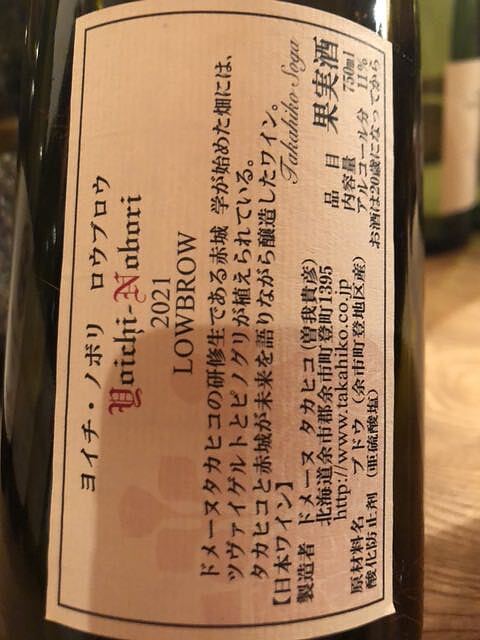 ヨイチ・ノボリ ロウブロウ
Yoichi-Nobori
2021
LOWBROW
ドメーヌタカヒコの研修生である赤城 学が始めた畑には、
ツヴァイゲルトとピノグリが植えられている。
タカヒコと赤城が未来を語りながら醸造したワイン。
Takahiko Soga
【日本ワイン】
製造者 ドメーヌ タカヒコ(曽我貴彦)
北海道余市郡余市町登町1395
http://www.takahiko.co.jp
原材料名 ブドウ(余市町登地区産)
酸化防止剤(亜硫酸塩)
品目 果実酒
内容量 750ml
アルコール分 11%
お酒は20歳になってから